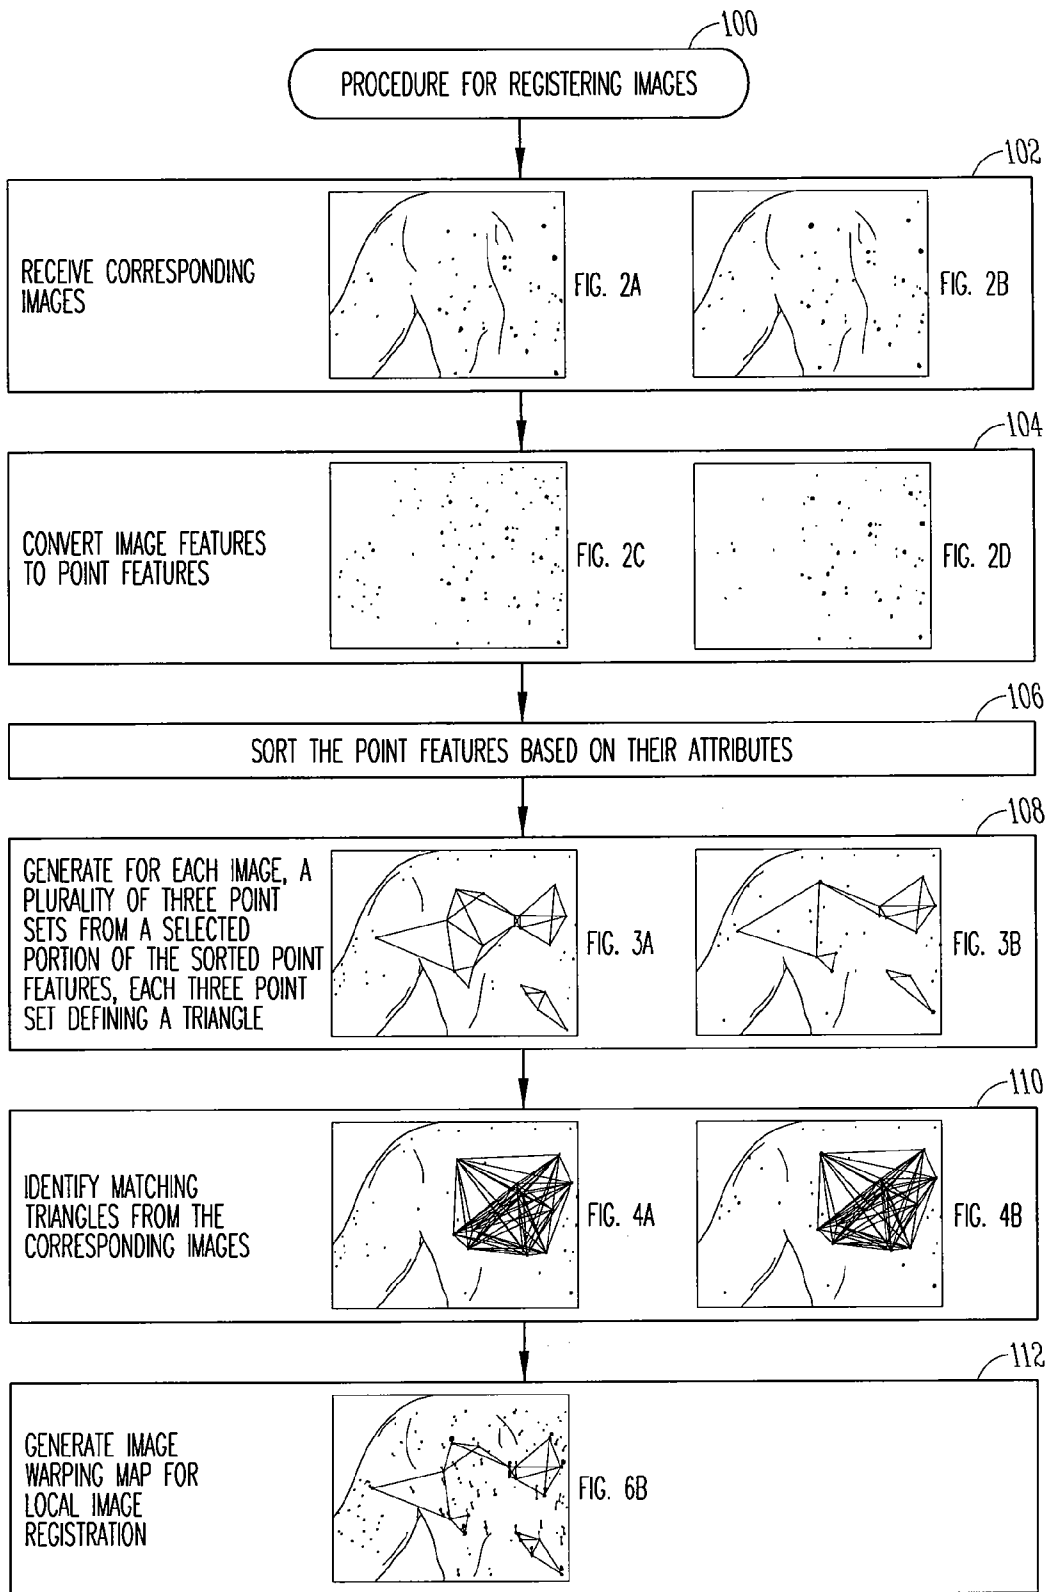 100
PROCEDURE FOR REGISTERING IMAGES
102
RECEIVE CORRESPONDING
IMAGES
FIG. 2A
FIG. 2B
104
CONVERT IMAGE FEATURES
TO POINT FEATURES
FIG. 2C
FIG. 2D
106
SORT THE POINT FEATURES BASED ON THEIR ATTRIBUTES
108
GENERATE FOR EACH IMAGE, A
PLURALITY OF THREE POINT
SETS FROM A SELECTED
PORTION OF THE SORTED POINT
FEATURES, EACH THREE POINT
SET DEFINING A TRIANGLE
FIG. 3A
FIG. 3B
110
IDENTIFY MATCHING
TRIANGLES FROM THE
CORRESPONDING IMAGES
FIG. 4A
FIG. 4B
112
GENERATE IMAGE
WARPING MAP FOR
LOCAL IMAGE
REGISTRATION
FIG. 6B